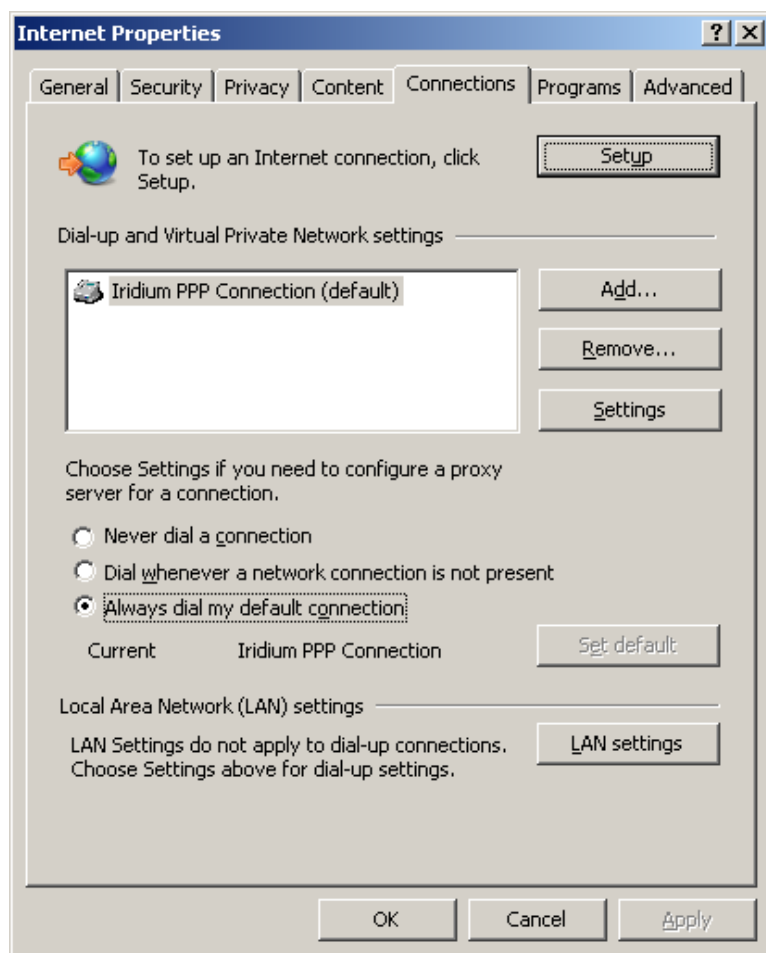 Internet Properties
General Security Privacy Content Connections Programs Advanced
To set up an Internet connection, click
Setup.
Setup
Dial-up and Virtual Private Network settings
Iridium PPP Connection (default)
Add...
Remove...
Settings
Choose Settings if you need to configure a proxy
server for a connection.
Never dial a connection
Dial whenever a network connection is not present
Always dial my default connection
Current Iridium PPP Connection
Set default
Local Area Network (LAN) settings
LAN Settings do not apply to dial-up connections.
Choose Settings above for dial-up settings.
LAN settings
OK Cancel Apply